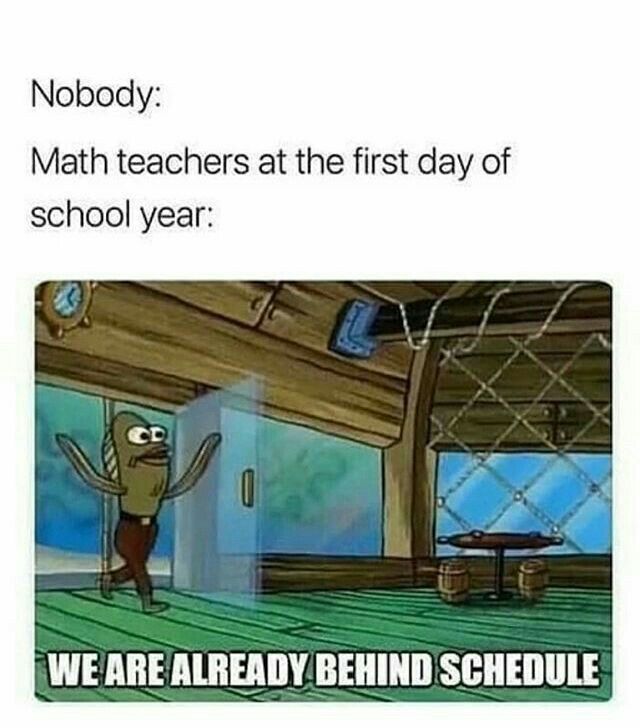 Nobody:
Math teachers at the first day of
school year:
WE ARE ALREADY BEHIND SCHEDULE